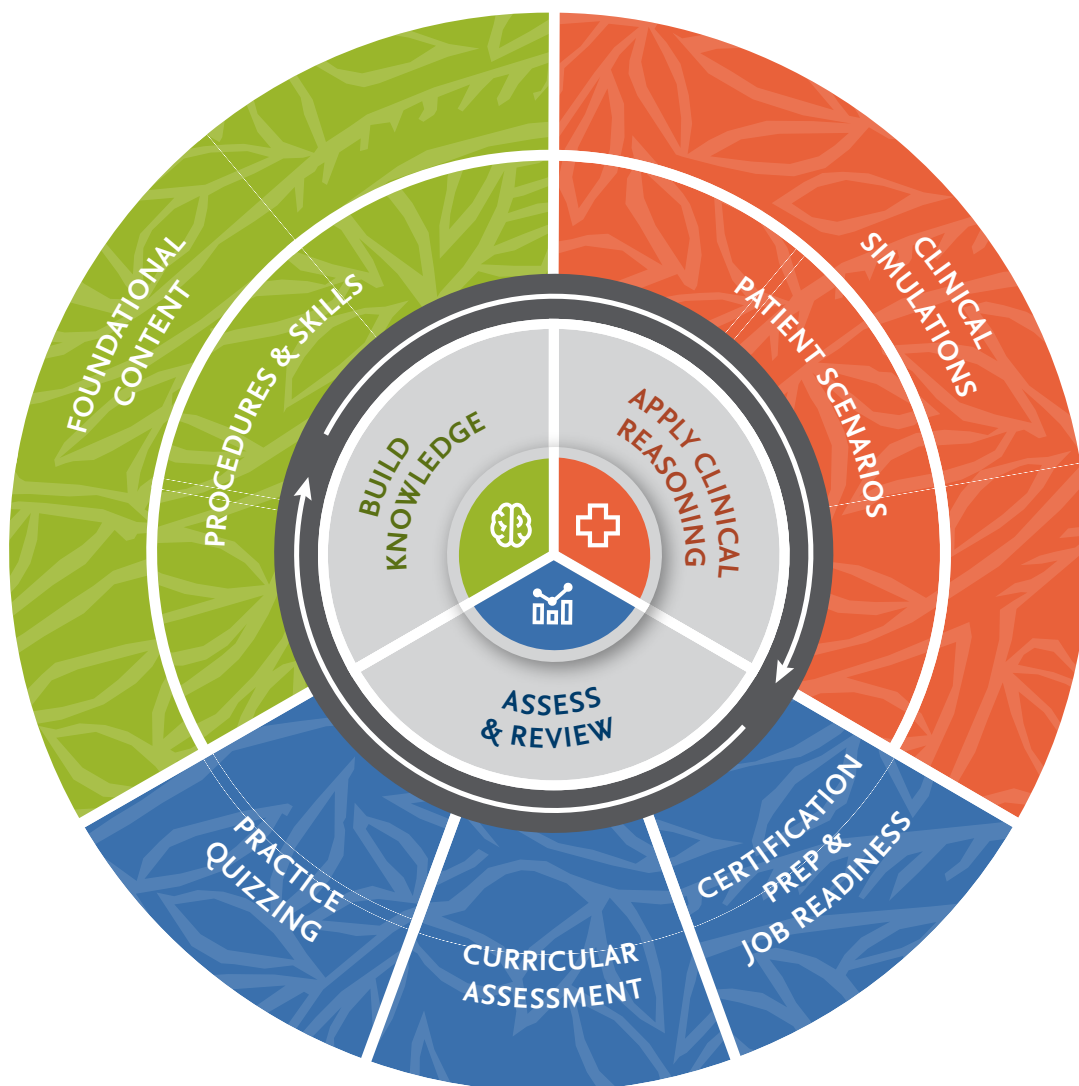 FOUNDATIONAL
CONTENT
PROCEDURES & SKILLS
CLINICAL
SIMULATIONS
PATIENT SCENARIOS
BUILD
KNOWLEDGE
APPLY CLINICAL
REASONING
ASSESS
& REVIEW
PRACTICE
QUIZZING
CURRICULAR
ASSESSMENT
CERTIFICATION
PREP &
JOB READINESS